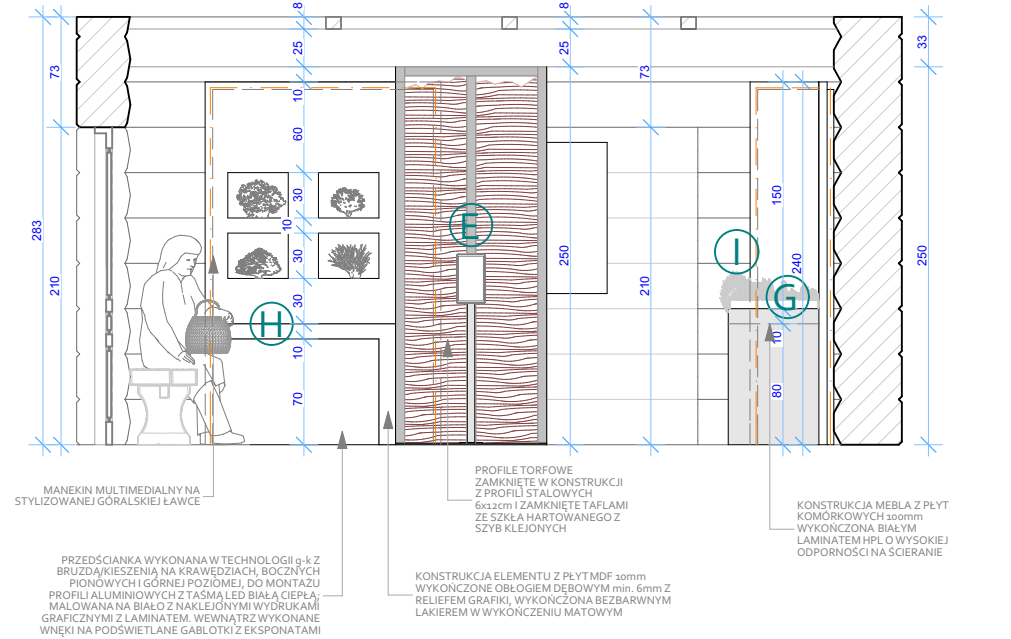 8
8
25
25
33
73
73
10
60
30
10
30
30
10
70
283
210
250
210
150
240
10
80
250
E
I
G
H
MANEKIN MULTIMEDIALNY NA
STYLIZOWANEJ GÓRALSKIEJ ŁAWCE
PROFILE TORFOWE
ZAMKNIĘTE W KONSTRUKCJI
Z PROFILI STALOWYCH
6x12cm I ZAMKNIĘTE TAFLAMI
ZE SZKŁA HARTOWANEGO Z
SZYB KLEJONYCH
KONSTRUKCJA MEBLA Z PŁYT
KOMÓRKOWYCH 100mm
WYKOŃCZONA BIAŁYM
LAMINATEM HPL O WYSOKIEJ
ODPORNOŚCI NA ŚCIERANIE
PRZEDŚCIANKA WYKONANA W TECHNOLOGII g-k Z
BRUZDĄ/KIESZENIĄ NA KRAWĘDZIACH, BOCZNYCH
PIONOWYCH I GÓRNEJ POZIOMEJ, DO MONTAŻU
PROFILI ALUMINIOWYCH Z TAŚMĄ LED BIAŁĄ CIEPŁĄ;
MALOWANA NA BIAŁO Z NAKLEJONYMI WYDRUKAMI
GRAFICZNYMI Z LAMINATEM. WEWNĄTRZ WYKONANE
WNĘKI NA PODŚWIETLANE GABLOTKI Z EKSPONATAMI
KONSTRUKCJA ELEMENTU Z PŁYT MDF 10mm
WYKOŃCZONE OBŁOGIEM DĘBOWYM min. 6mm Z
RELIEFEM GRAFIKI, WYKOŃCZONA BEZBARWNYM
LAKIEREM W WYKOŃCZENIU MATOWYM